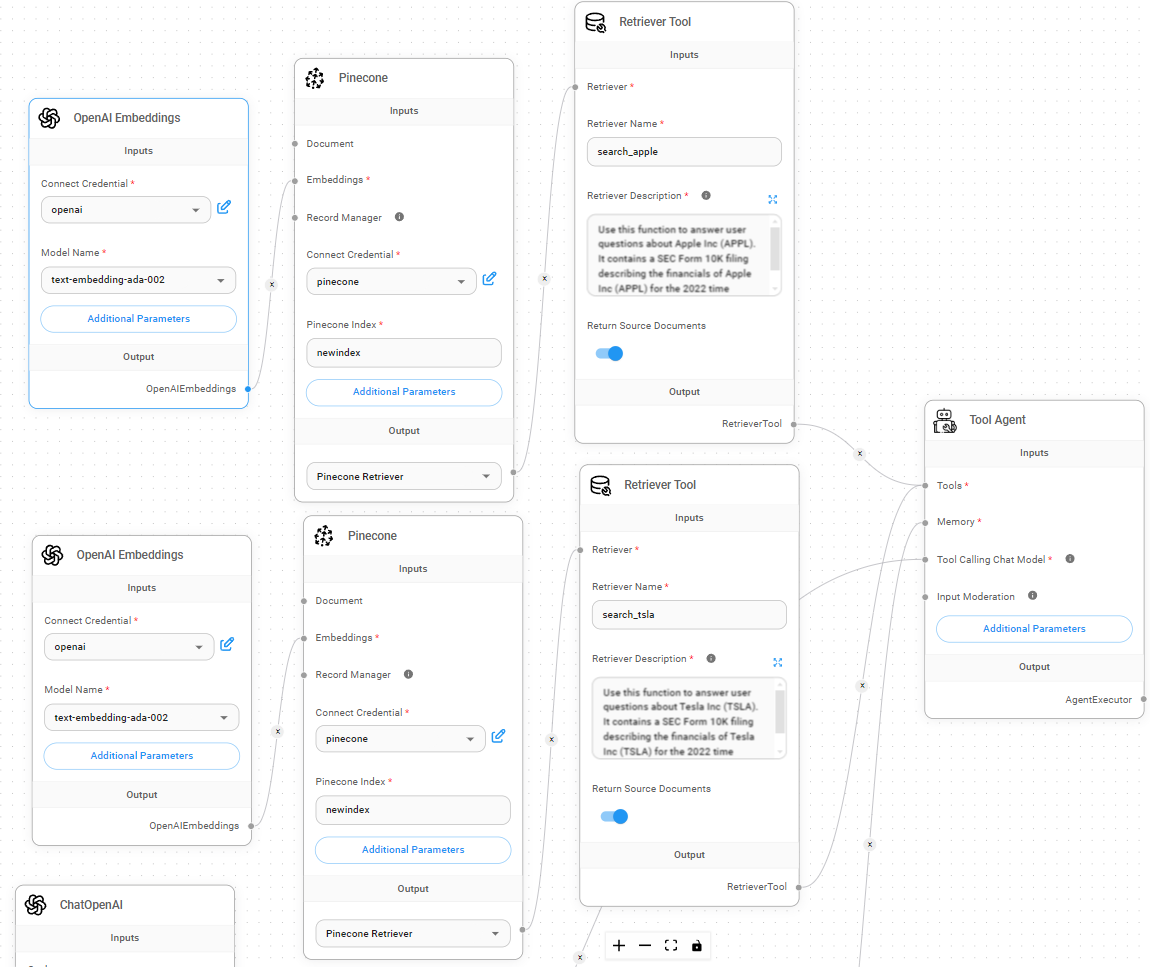 OpenAI Embeddings
Inputs
Connect Credential *
openai
Model Name *
text-embedding-ada-002
Additional Parameters
Output
OpenAIEmbeddings
Pinecone
Inputs
Document
Embeddings *
Record Manager
Connect Credential *
pinecone
Pinecone Index *
newindex
Additional Parameters
Output
Pinecone Retriever
Retriever Tool
Inputs
Retriever *
Retriever Name *
search_apple
Retriever Description *
Use this function to answer user
questions about Apple Inc (APPL).
It contains a SEC Form 10K filing
describing the financials of Apple
Inc (APPL) for the 2022 time
Return Source Documents
Output
RetrieverTool
OpenAI Embeddings
Inputs
Connect Credential *
openai
Model Name *
text-embedding-ada-002
Additional Parameters
Output
OpenAIEmbeddings
Pinecone
Inputs
Document
Embeddings *
Record Manager
Connect Credential *
pinecone
Pinecone Index *
newindex
Additional Parameters
Output
Pinecone Retriever
Retriever Tool
Inputs
Retriever *
Retriever Name *
search_tsla
Retriever Description *
Use this function to answer user
questions about Tesla Inc (TSLA).
It contains a SEC Form 10K filing
describing the financials of Tesla
Inc (TSLA) for the 2022 time
Return Source Documents
Output
RetrieverTool
Tool Agent
Inputs
Tools *
Memory *
Tool Calling Chat Model *
Input Moderation
Additional Parameters
Output
AgentExecutor
ChatOpenAI
Inputs